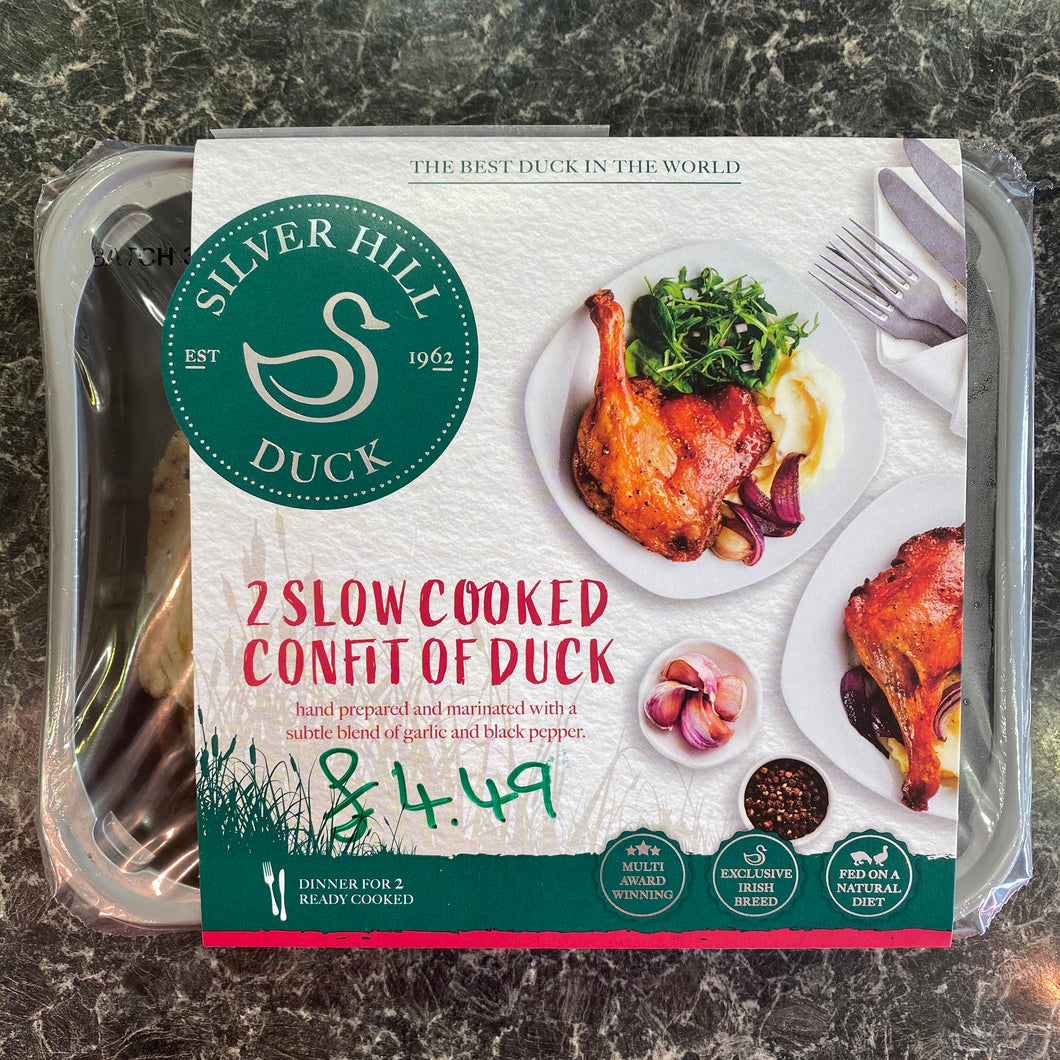 THE BEST DUCK IN THE WORLD
BATCH
SILVER HILL
EST 1962
DUCK
2 SLOW COOKED
CONFIT OF DUCK
hand prepared and marinated with a
subtle blend of garlic and black pepper.
£4.49
DINNER FOR 2
READY COOKED
MULTI
AWARD
WINNING
EXCLUSIVE
IRISH
BREED
FED ON A
NATURAL
DIET